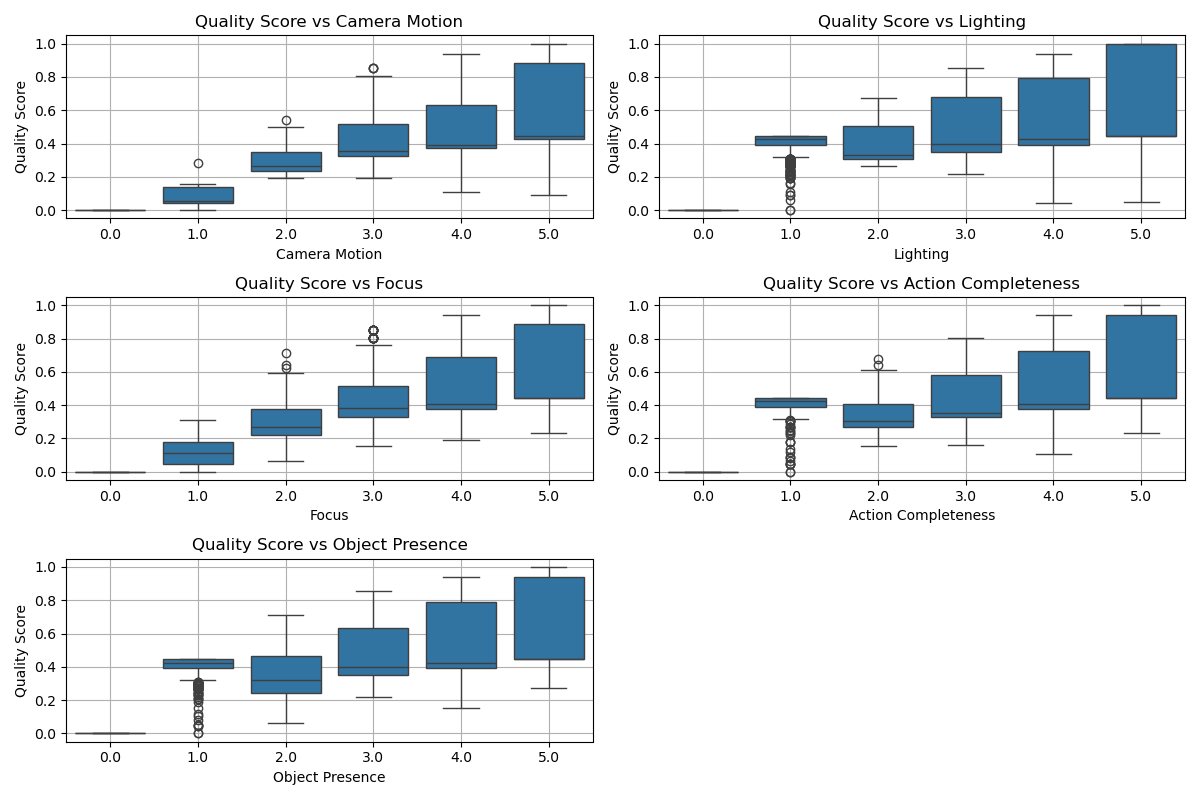 Quality Score vs Camera Motion
Quality Score
1.0
0.8
0.6
0.4
0.2
0.0
0.0 1.0 2.0 3.0 4.0 5.0
Camera Motion
Quality Score vs Lighting
Quality Score
1.0
0.8
0.6
0.4
0.2
0.0
0.0 1.0 2.0 3.0 4.0 5.0
Lighting
Quality Score vs Focus
Quality Score
1.0
0.8
0.6
0.4
0.2
0.0
0.0 1.0 2.0 3.0 4.0 5.0
Focus
Quality Score vs Action Completeness
Quality Score
1.0
0.8
0.6
0.4
0.2
0.0
0.0 1.0 2.0 3.0 4.0 5.0
Action Completeness
Quality Score vs Object Presence
Quality Score
1.0
0.8
0.6
0.4
0.2
0.0
0.0 1.0 2.0 3.0 4.0 5.0
Object Presence